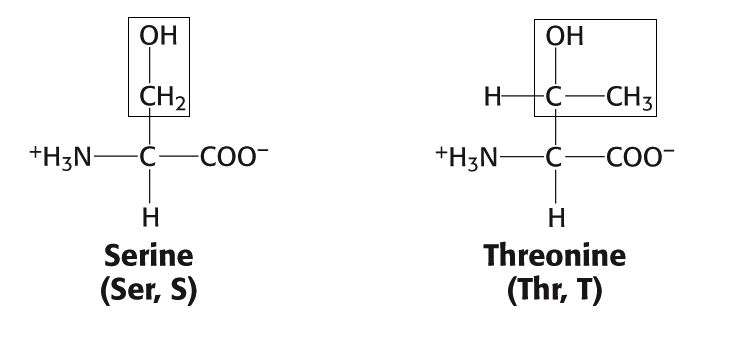 OH OH
CH₂ H C CH₃
⁺H₃N C COO⁻ ⁺H₃N C COO⁻
H H
Serine Threonine
(Ser, S) (Thr, T)